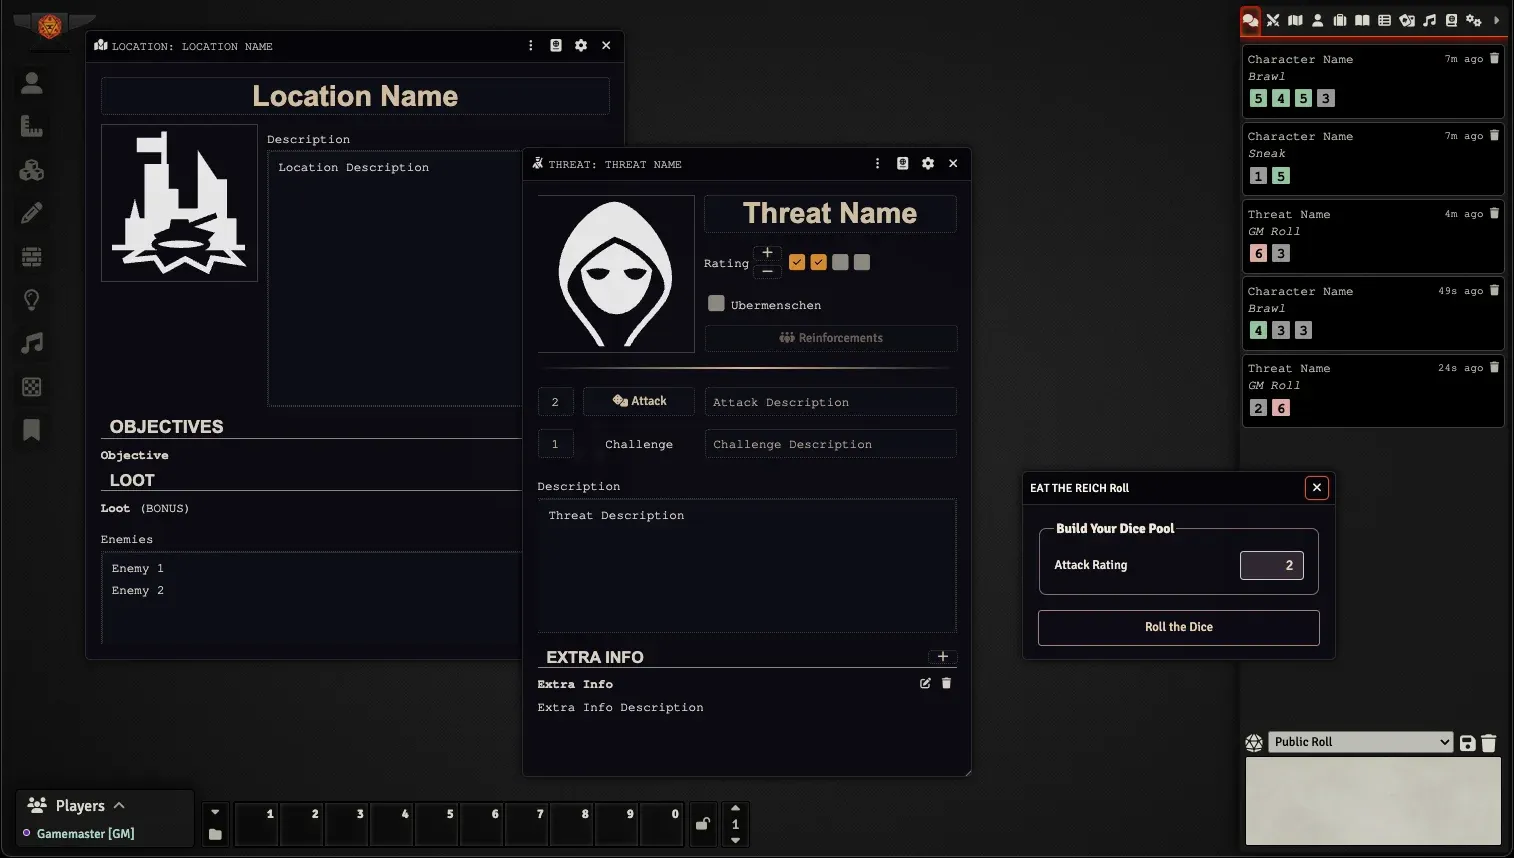 LOCATION: LOCATION NAME
Location Name
Description
Location Description
OBJECTIVES
Objective
LOOT
Loot (BONUS)
Enemies
Enemy 1
Enemy 2
THREAT: THREAT NAME
Threat Name
Rating
Ubermenschen
Reinforcements
2 Attack Attack Description
1 Challenge Challenge Description
Description
Threat Description
EXTRA INFO
Extra Info
Extra Info Description
EAT THE REICH Roll
Build Your Dice Pool
Attack Rating 2
Roll the Dice
Character Name 7m ago
Brawl
5 4 5 3
Character Name 7m ago
Sneak
1 5
Threat Name 4m ago
GM Roll
6 3
Character Name 49s ago
Brawl
4 3 3
Threat Name 24s ago
GM Roll
2 6
Public Roll
Players
Gamemaster [GM]
1 2 3 4 5 6 7 8 9 0
1